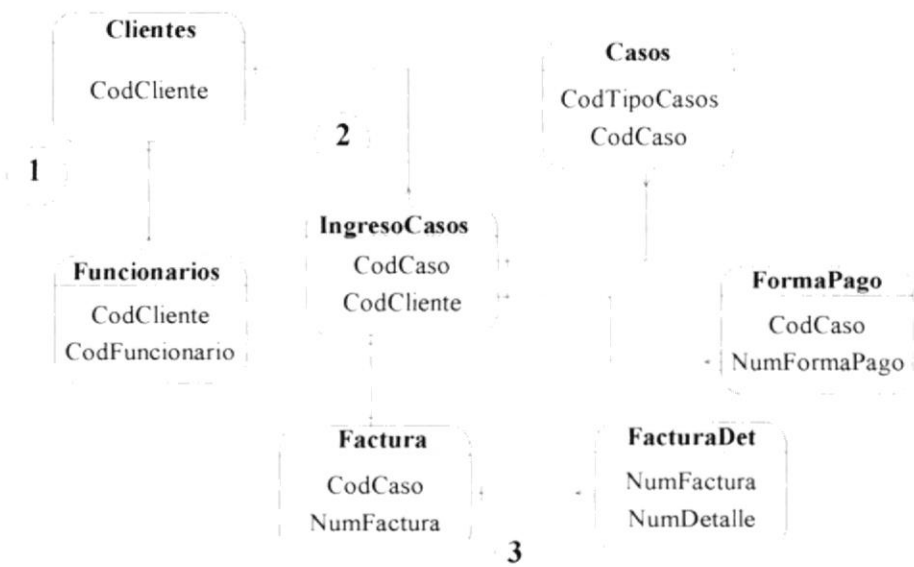 Clientes
CodCliente
Casos
CodTipoCasos
CodCaso
1
2
IngresoCasos
CodCaso
CodCliente
Funcionarios
CodCliente
CodFuncionario
FormaPago
CodCaso
NumFormaPago
Factura
CodCaso
NumFactura
FacturaDet
NumFactura
NumDetalle
3